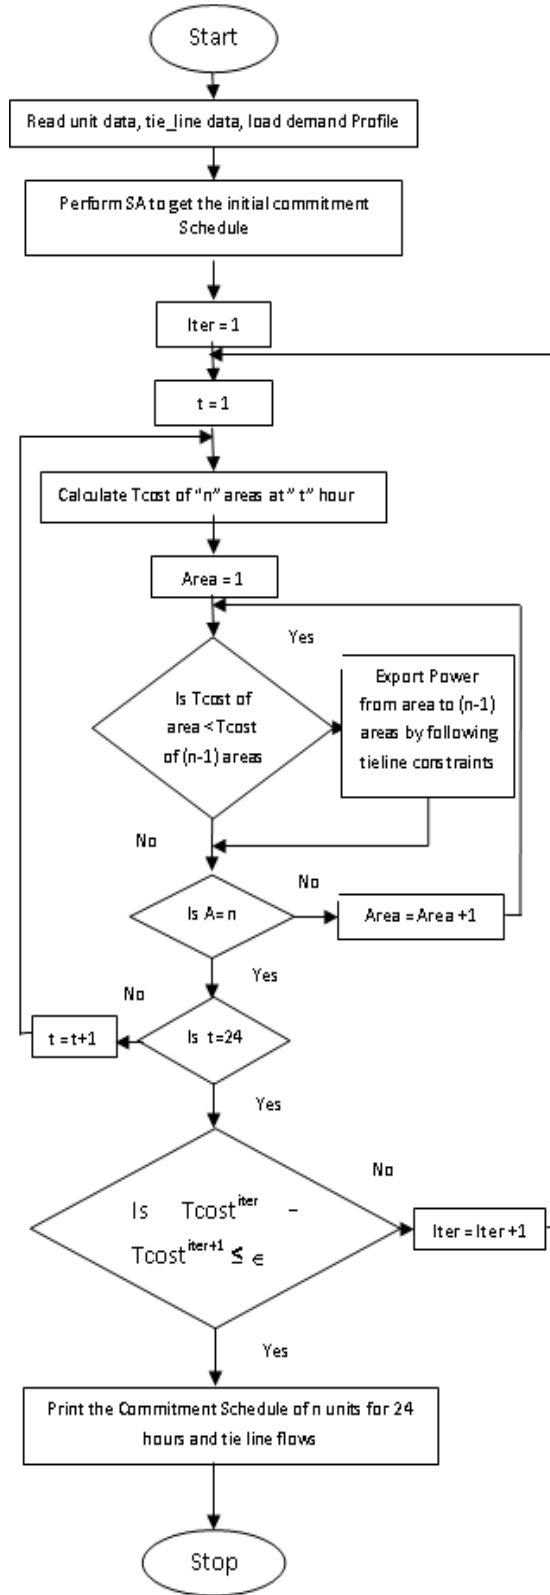 Start
Read unit data, tie_line data, load demand Profile
Perform SA to get the initial commitment
Schedule
Iter = 1
t = 1
Calculate Tcost of "n" areas at" t" hour
Area = 1
Yes
Is Tcost of
area < Tcost
of (n-1) areas
Export Power
from area to (n-1)
areas by following
tieline constraints
No
No
Is A= n
Area = Area +1
Yes
No
Is t=24
t = t+1
Yes
No
Is Tcost^iter -
Tcost^iter+1 ≤ ϵ
Iter = Iter +1
Yes
Print the Commitment Schedule of n units for 24
hours and tie line flows
Stop